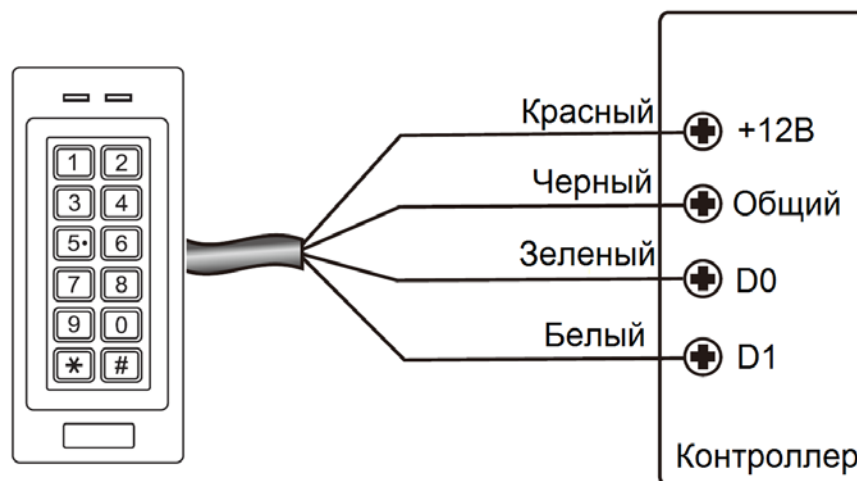 1 2
3 4
5• 6
7 8
9 0
* #
Красный +12В
Черный Общий
Зеленый D0
Белый D1
Контроллер